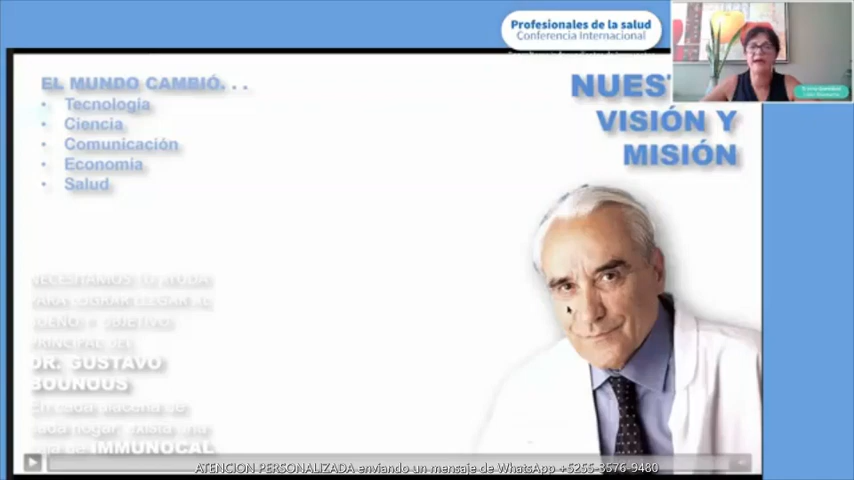 Profesionales de la salud
Conferencia Internacional
EL MUNDO CAMBIÓ. . .
• Tecnología
• Ciencia
• Comunicación
• Economía
• Salud
VISIÓN Y
MISIÓN
NECESITAMOS TU AYUDA
PARA LOGRAR LLEGAR AL
SUEÑO Y OBJETIVO
PRINCIPAL DEL
DR. GUSTAVO
BOUNOUS
En cada alacena de
cada hogar, exista una
de IMMUNOCAL
ATENCION PERSONALIZADA enviando un mensaje de WhatsApp +5255-3576-9480